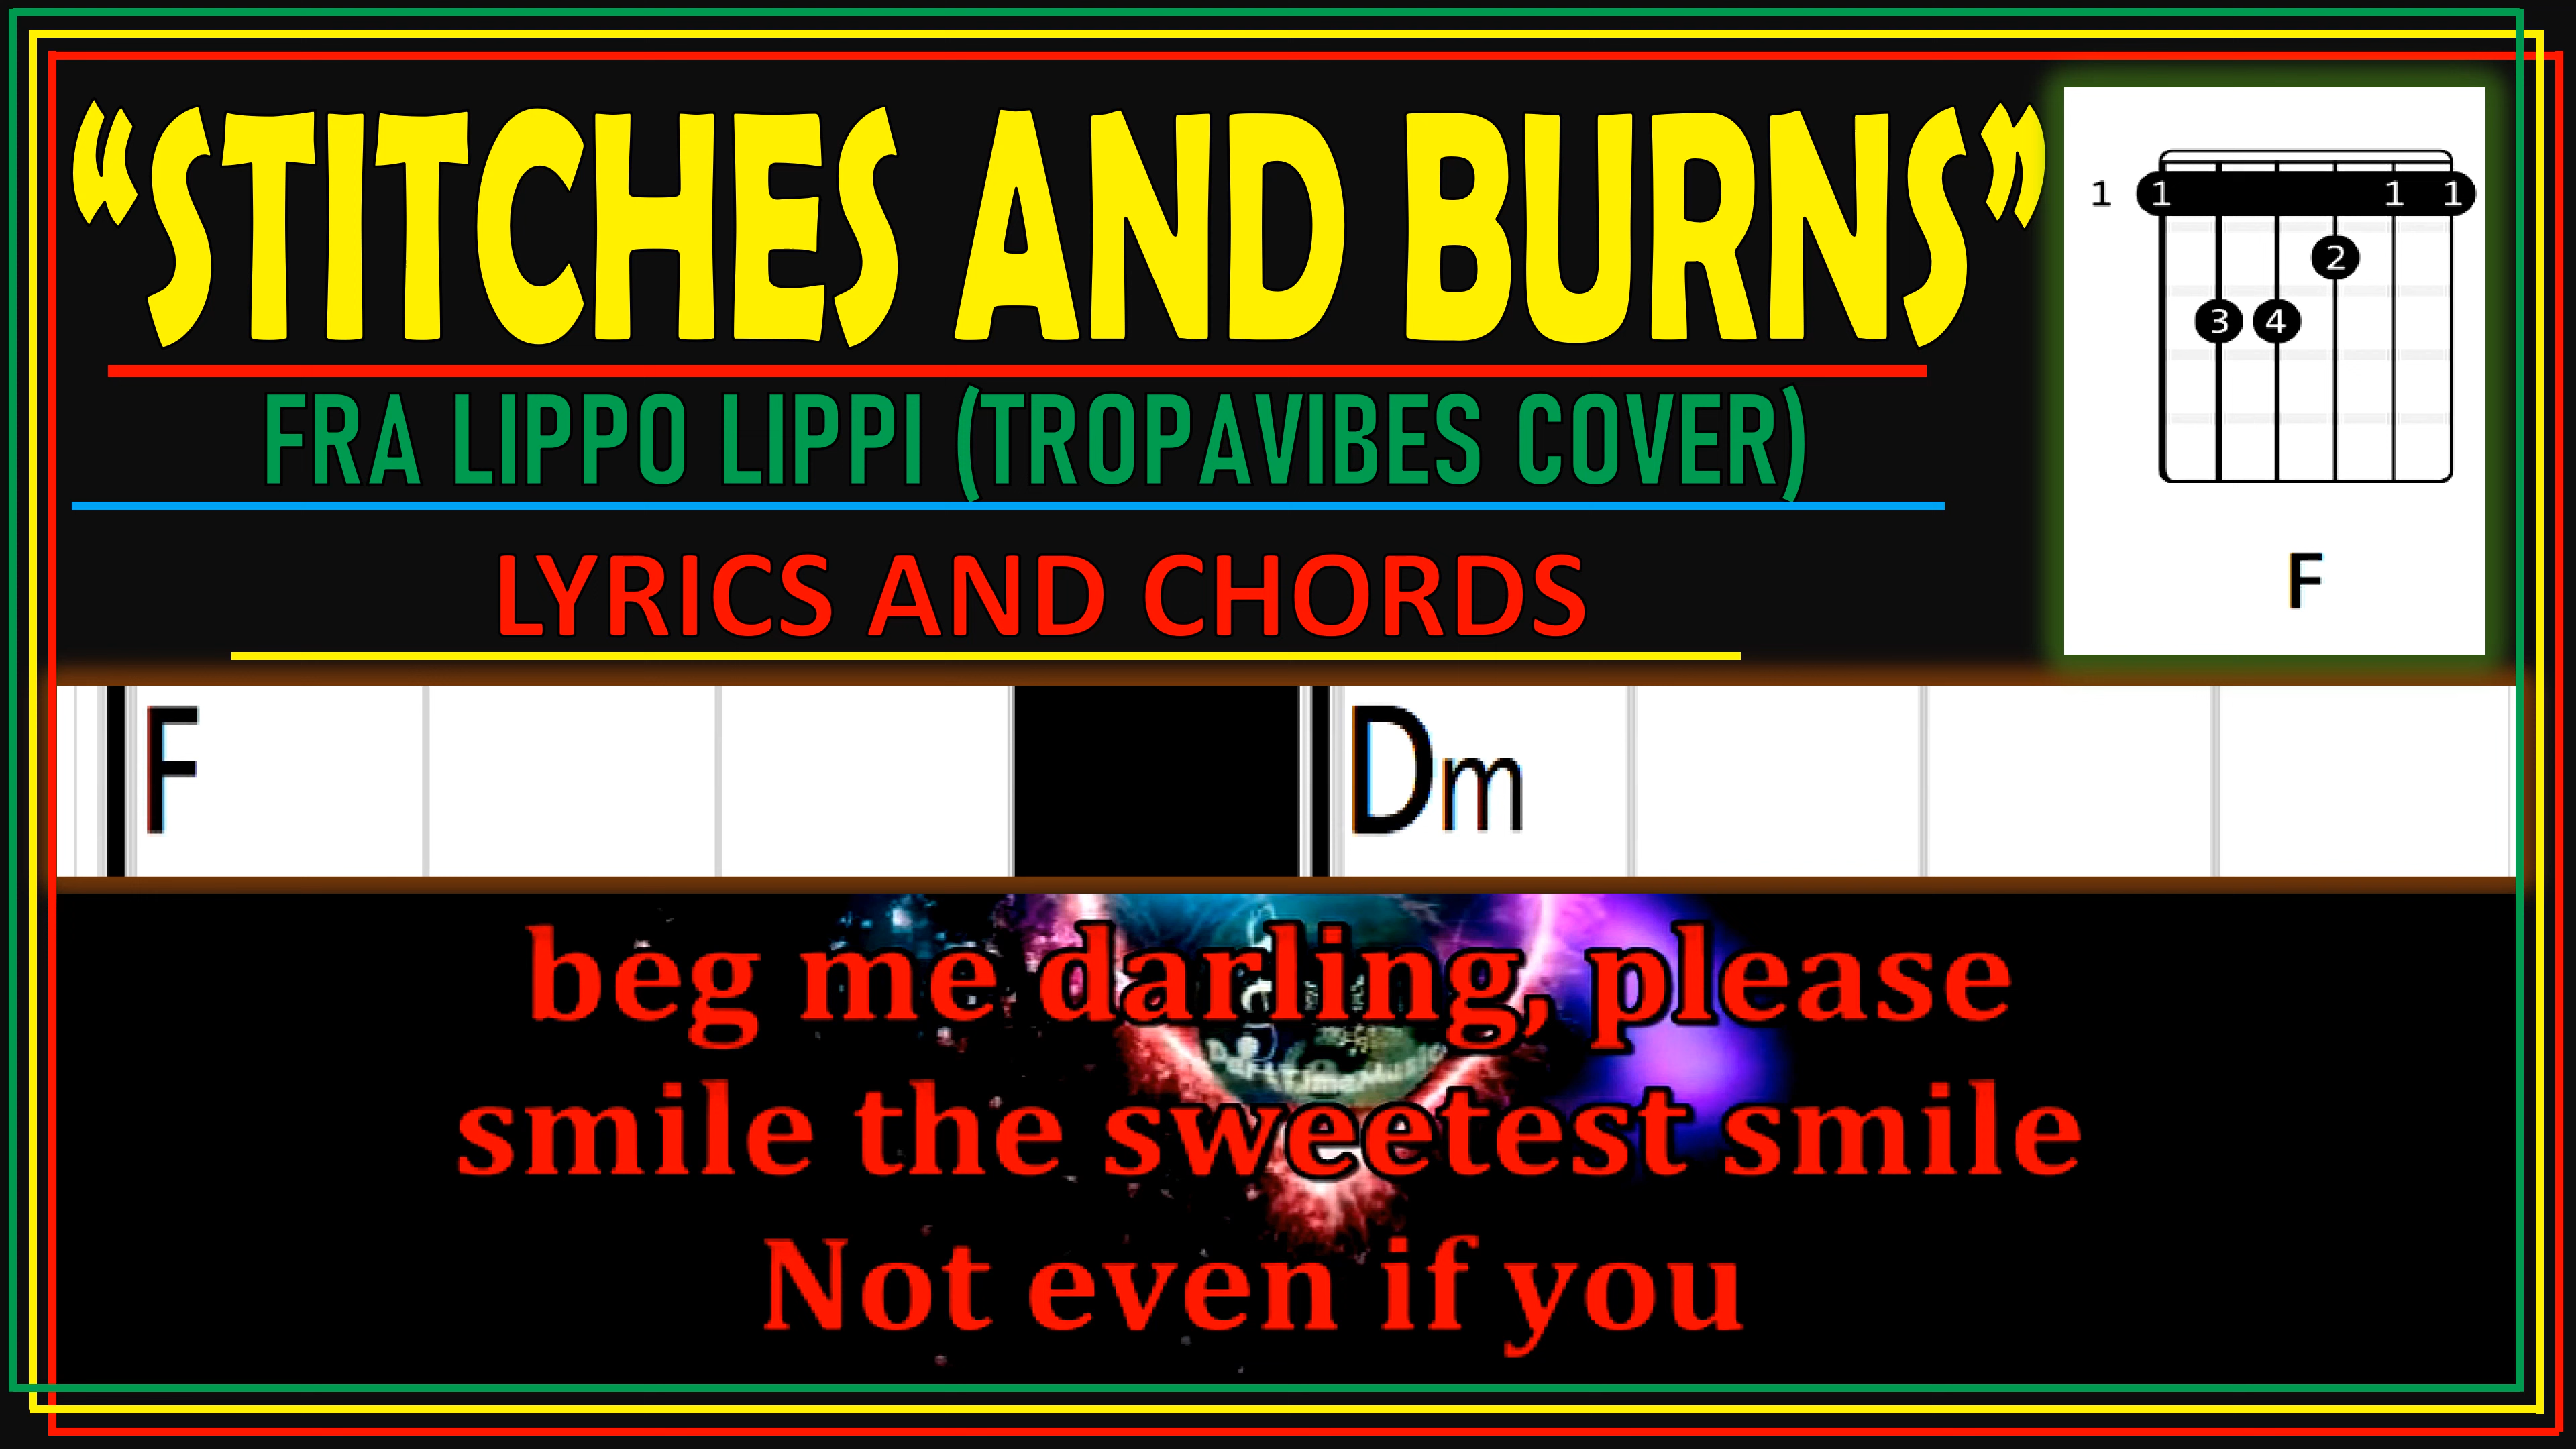 “STITCHES AND BURNS”
FRA LIPPO LIPPI (TROPAVIBES COVER)
LYRICS AND CHORDS
1 1 1 1
2
3 4
F
F Dm
beg me darling, please
smile the sweetest smile
Not even if you